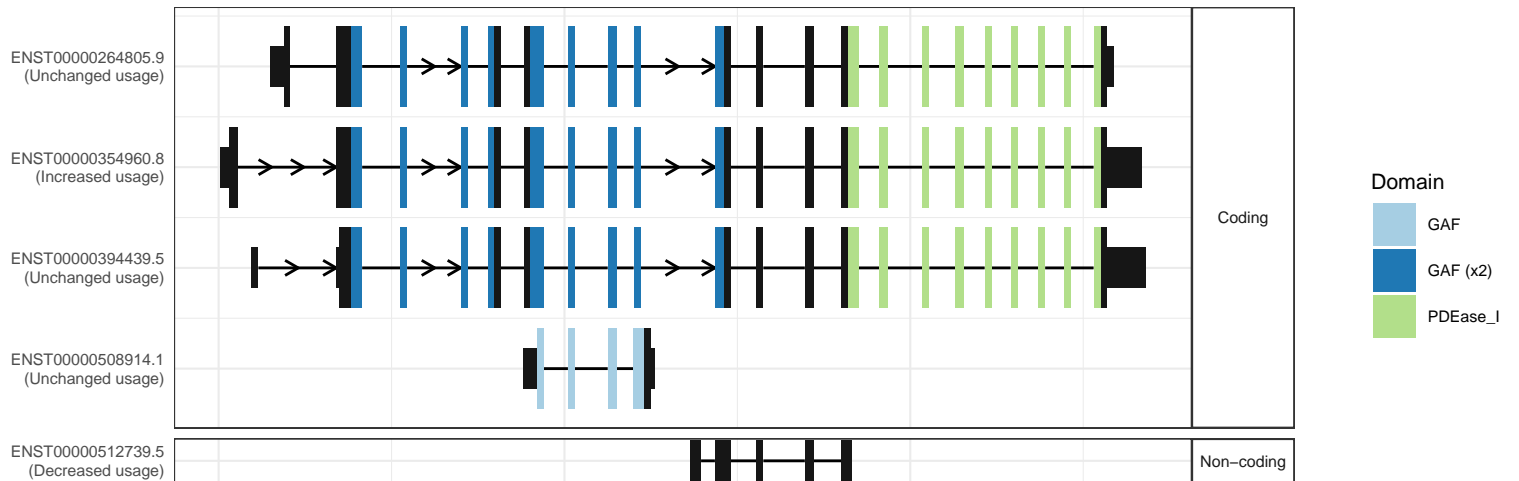 ENST00000264805.9
(Unchanged usage)
ENST00000354960.8
(Increased usage)
ENST00000394439.5
(Unchanged usage)
ENST00000508914.1
(Unchanged usage)
ENST00000512739.5
(Decreased usage)
Coding
Non−coding
Domain
GAF
GAF (x2)
PDEase_I